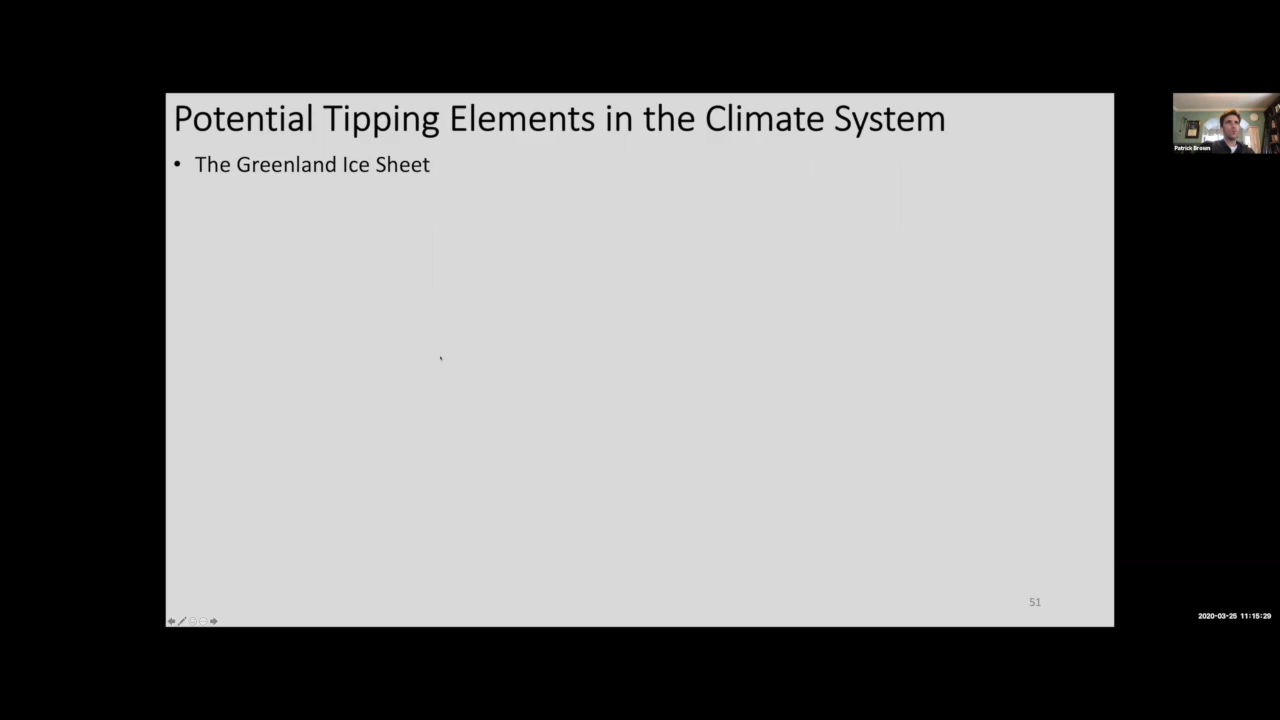 Potential Tipping Elements in the Climate System
• The Greenland Ice Sheet
Patrick Brown
51
2020-03-25 11:15:29